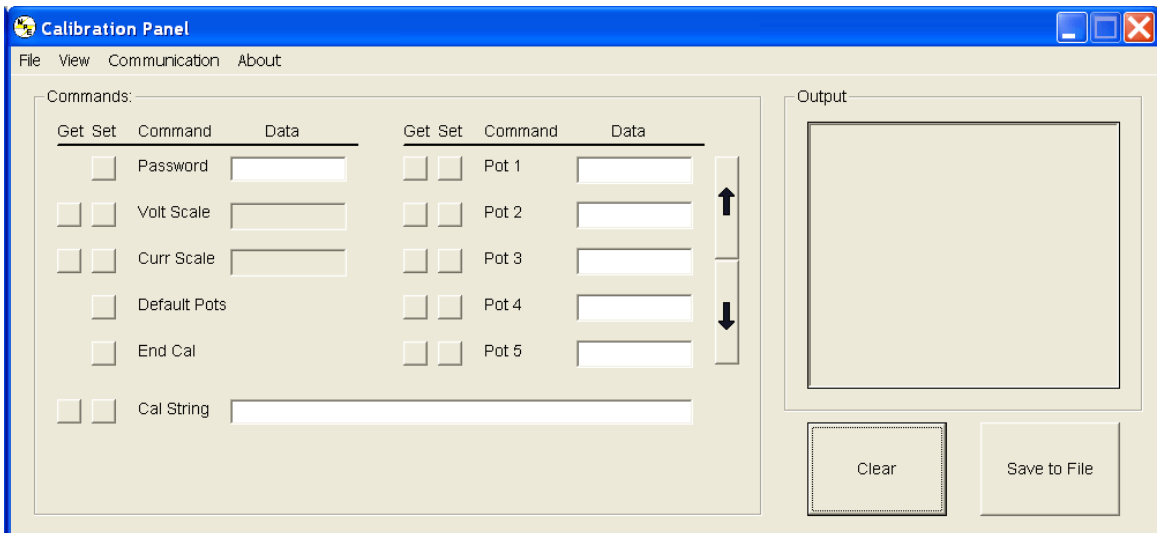 Calibration Panel
File View Communication About
Commands:
Get Set Command Data
Password
Volt Scale
Curr Scale
Default Pots
End Cal
Cal String
Get Set Command Data
Pot 1
Pot 2
Pot 3
Pot 4
Pot 5
Output
Clear
Save to File